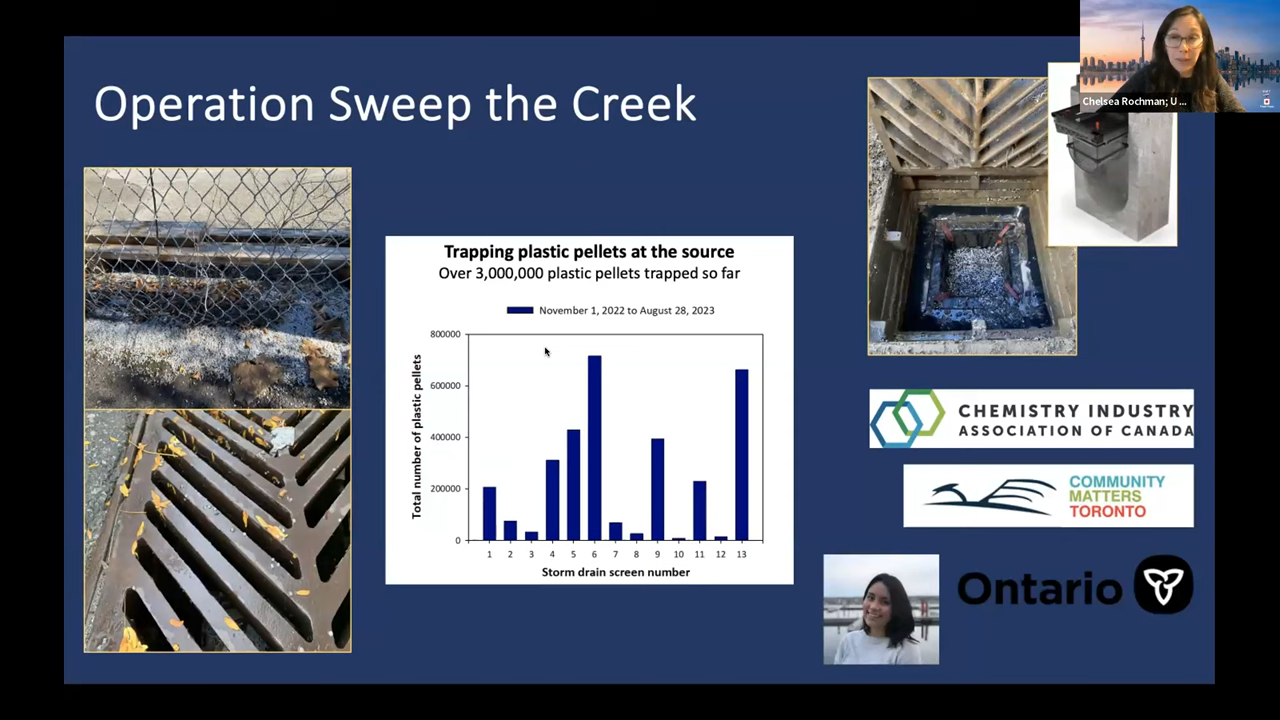 Operation Sweep the Creek
Chelsea Rochman; U ...
Trapping plastic pellets at the source
Over 3,000,000 plastic pellets trapped so far
November 1, 2022 to August 28, 2023
Total number of plastic pellets
800000
600000
400000
200000
0
1 2 3 4 5 6 7 8 9 10 11 12 13
Storm drain screen number
CHEMISTRY INDUSTRY
ASSOCIATION OF CANADA
COMMUNITY
MATTERS
TORONTO
Ontario